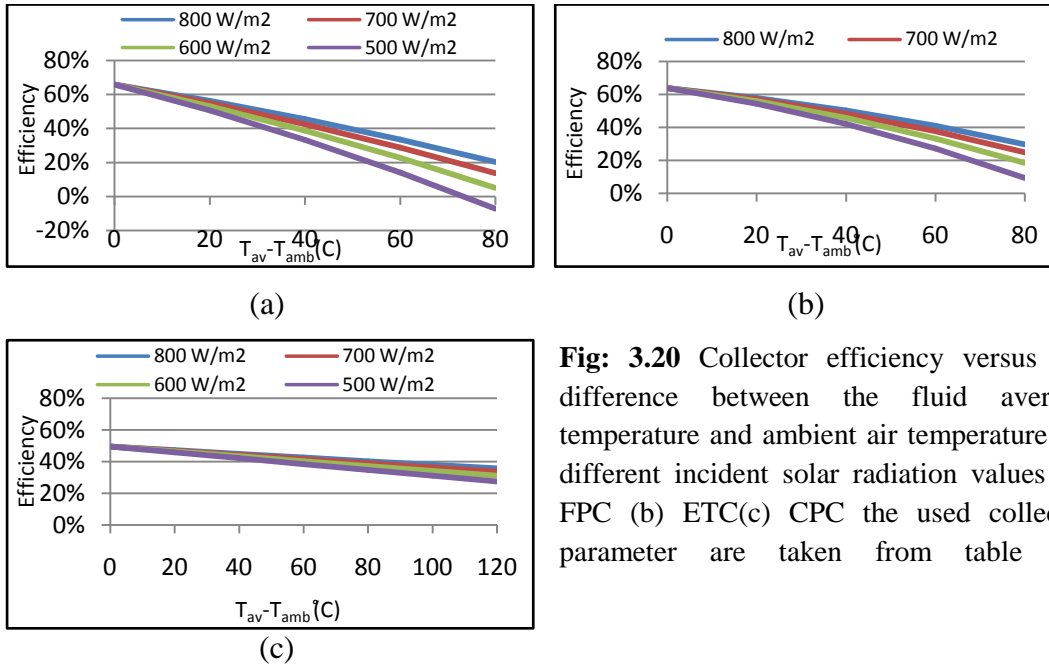 800 W/m2 700 W/m2
600 W/m2 500 W/m2
80%
60%
40%
20%
0%
-20%
Efficiency
0 20 40 60 80
Tav-Tamb (̊C)
(a)
800 W/m2 700 W/m2
80%
60%
40%
20%
0%
Efficiency
0 20 40 60 80
Tav-Tamb (̊C)
(b)
800 W/m2 700 W/m2
600 W/m2 500 W/m2
80%
60%
40%
20%
0%
Efficiency
0 20 40 60 80 100 120
Tav-Tamb (̊C)
(c)
Fig: 3.20 Collector efficiency versus
difference between the fluid aver
temperature and ambient air temperature
different incident solar radiation values
FPC (b) ETC(c) CPC the used collec
parameter are taken from table